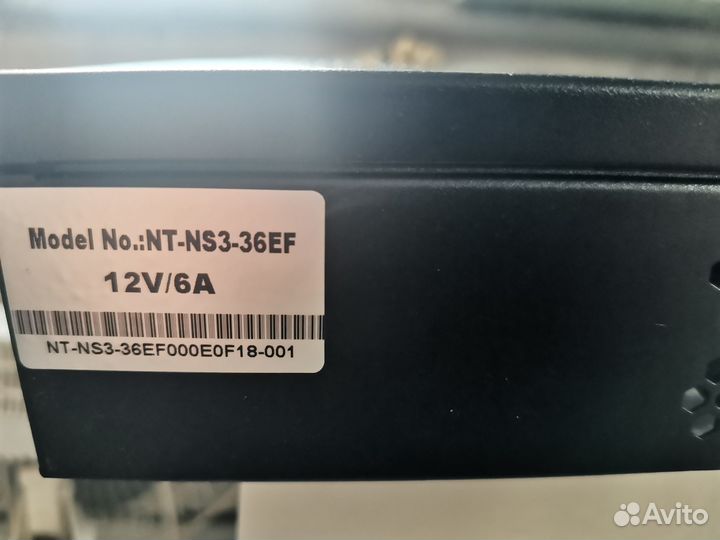 Model No.:NT-NS3-36EF
12V/6A
NT-NS3-36EF000E0F18-001
Avito